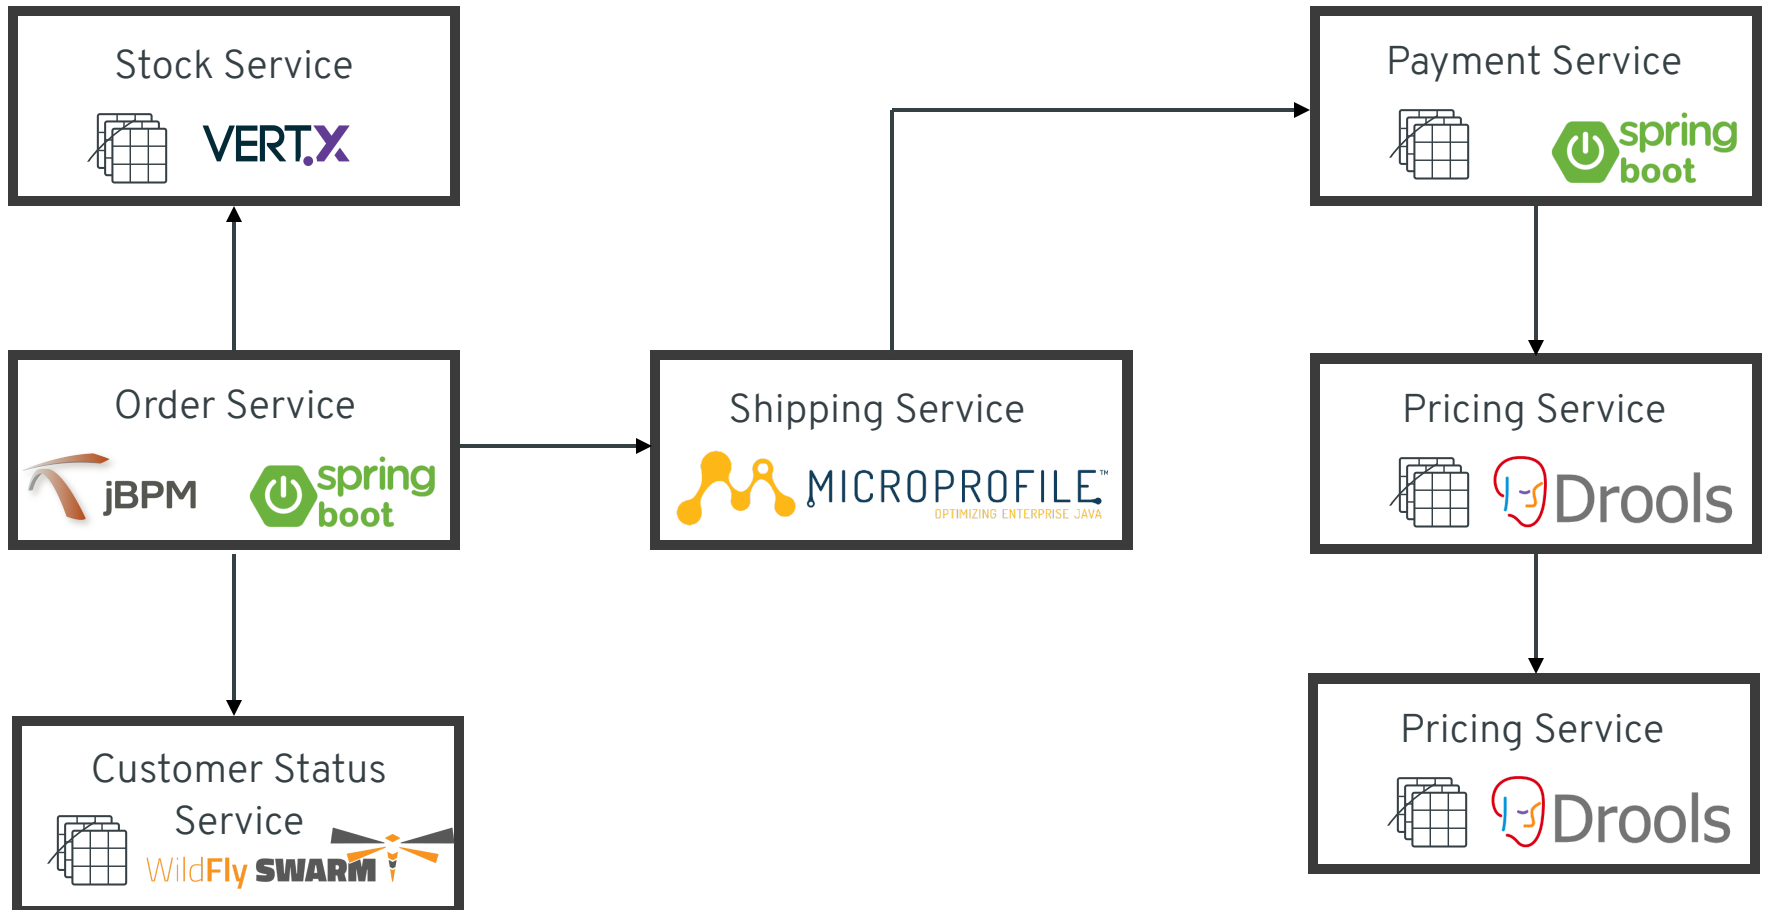 Stock Service
VERT.X
Payment Service
spring
boot
Order Service
jBPM
spring
boot
Shipping Service
MICROPROFILE™
OPTIMIZING ENTERPRISE JAVA
Pricing Service
Drools
Customer Status
Service
WildFly SWARM
Pricing Service
Drools